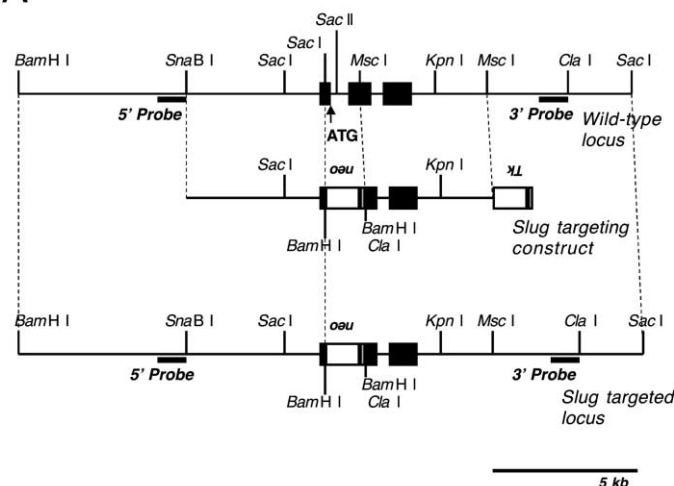 A
Sac II
Sac I
BamH I SnaB I Sac I Msc I Kpn I Msc I Cla I Sac I
5' Probe ATG 3' Probe Wild-type
locus
Sac I neo Kpn I Tk
BamH I BamH I
Cla I
Slug targeting
construct
BamH I SnaB I Sac I neo Kpn I Msc I Cla I Sac I
5' Probe BamH I BamH I
Cla I
3' Probe
Slug targeted
locus
5 kb